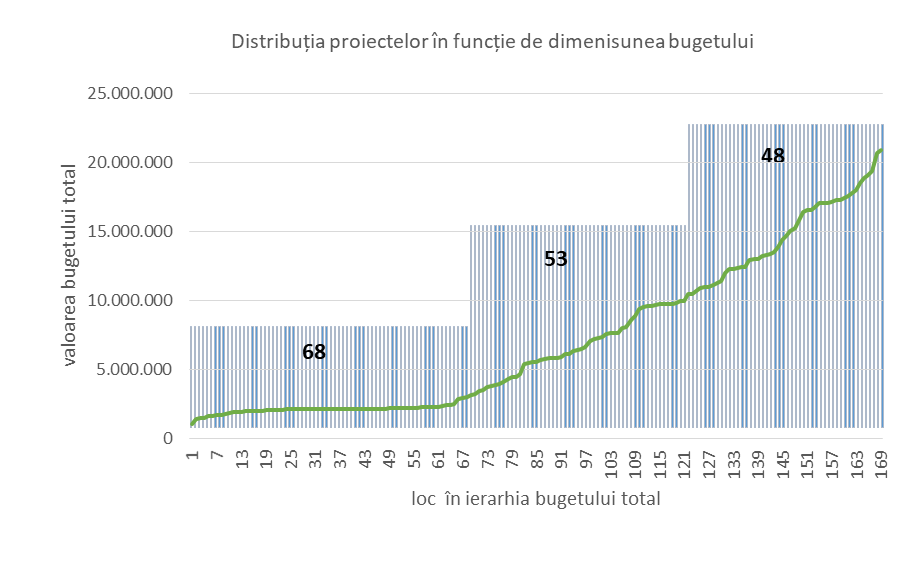 Distribuția proiectelor în funcție de dimenisunea bugetului
valoarea bugetului total
25.000.000
20.000.000
15.000.000
10.000.000
5.000.000
0
68
53
48
1 7 13 19 25 31 37 43 49 55 61 67 73 79 85 91 97 103 109 115 121 127 133 139 145 151 157 163 169
loc în ierarhia bugetului total